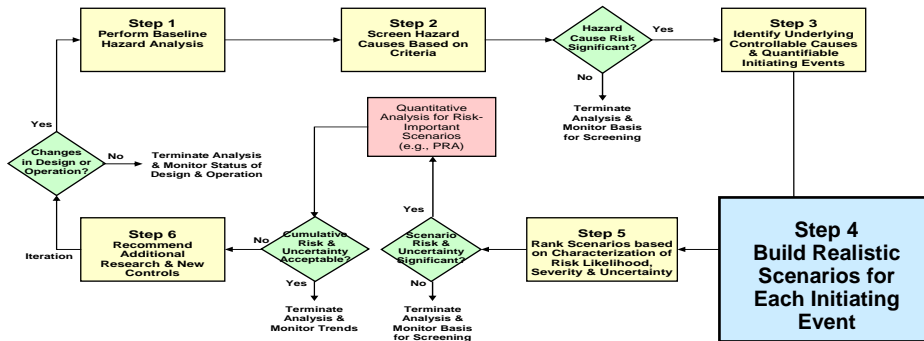 Step 1
Perform Baseline
Hazard Analysis
Step 2
Screen Hazard
Causes Based on
Criteria
Hazard
Cause Risk
Significant?
Yes
No
Terminate
Analysis &
Monitor Basis
for Screening
Step 3
Identify Underlying
Controllable Causes
& Quantifiable
Initiating Events
Step 4
Build Realistic
Scenarios for
Each Initiating
Event
Step 5
Rank Scenarios based
on Characterization of
Risk Likelihood,
Severity & Uncertainty
Scenario
Risk &
Uncertainty
Significant?
Yes
No
Terminate
Analysis &
Monitor Basis
for Screening
Quantitative
Analysis for Risk-
Important
Scenarios
(e.g., PRA)
Cumulative
Risk &
Uncertainty
Acceptable?
No
Yes
Terminate
Analysis &
Monitor Trends
Step 6
Recommend
Additional
Research & New
Controls
Iteration
Changes
in Design or
Operation?
Yes
No
Terminate Analysis
& Monitor Status of
Design & Operation